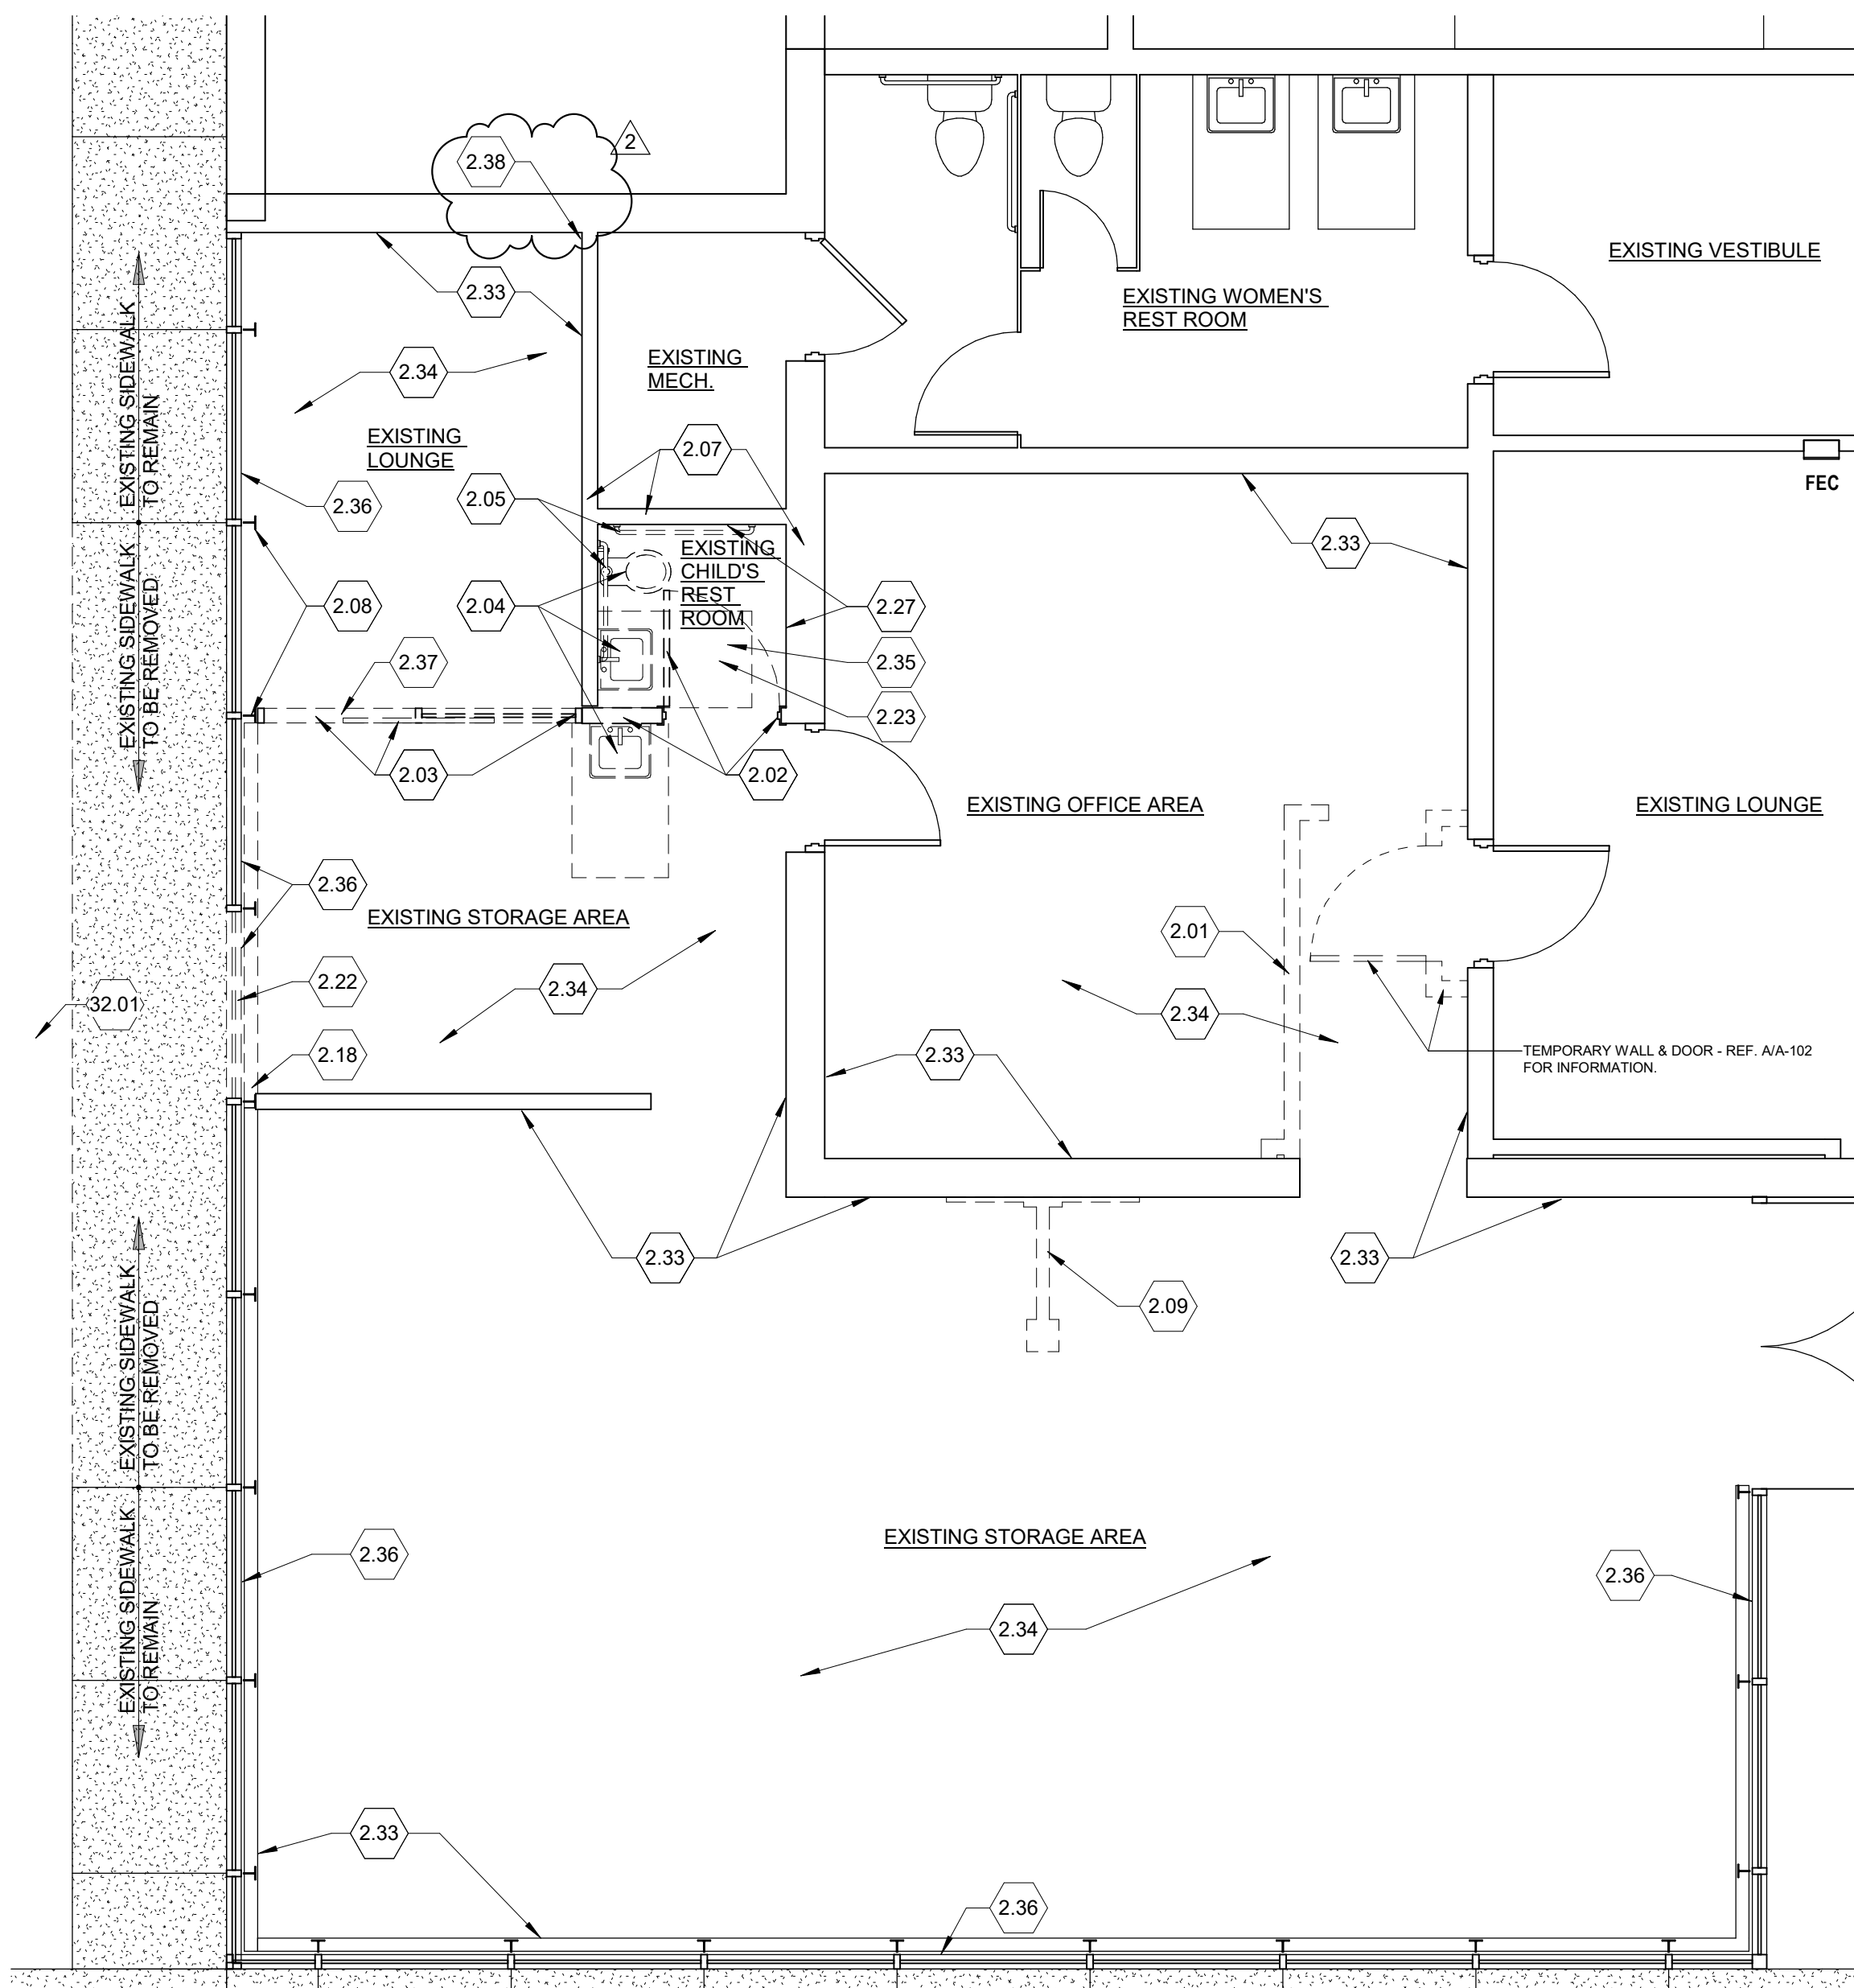 2
2.38
EXISTING VESTIBULE
2.33
EXISTING WOMEN'S
REST ROOM
EXISTING SIDEWALK
TO REMAIN
2.34
EXISTING
MECH.
EXISTING
LOUNGE
2.07
2.05
2.36
FEC
2.33
EXISTING
CHILD'S
REST
ROOM
EXISTING SIDEWALK
TO BE REMOVED
2.08
2.04
2.27
2.37
2.35
2.23
2.03
2.02
EXISTING OFFICE AREA
EXISTING LOUNGE
2.36
EXISTING STORAGE AREA
2.01
2.22
2.34
32.01
2.34
2.18
2.33
TEMPORARY WALL & DOOR - REF. A/A-102
FOR INFORMATION.
2.33
2.33
2.09
EXISTING SIDEWALK
TO BE REMOVED
EXISTING STORAGE AREA
2.36
2.36
EXISTING SIDEWALK
TO REMAIN
2.34
2.33
2.36